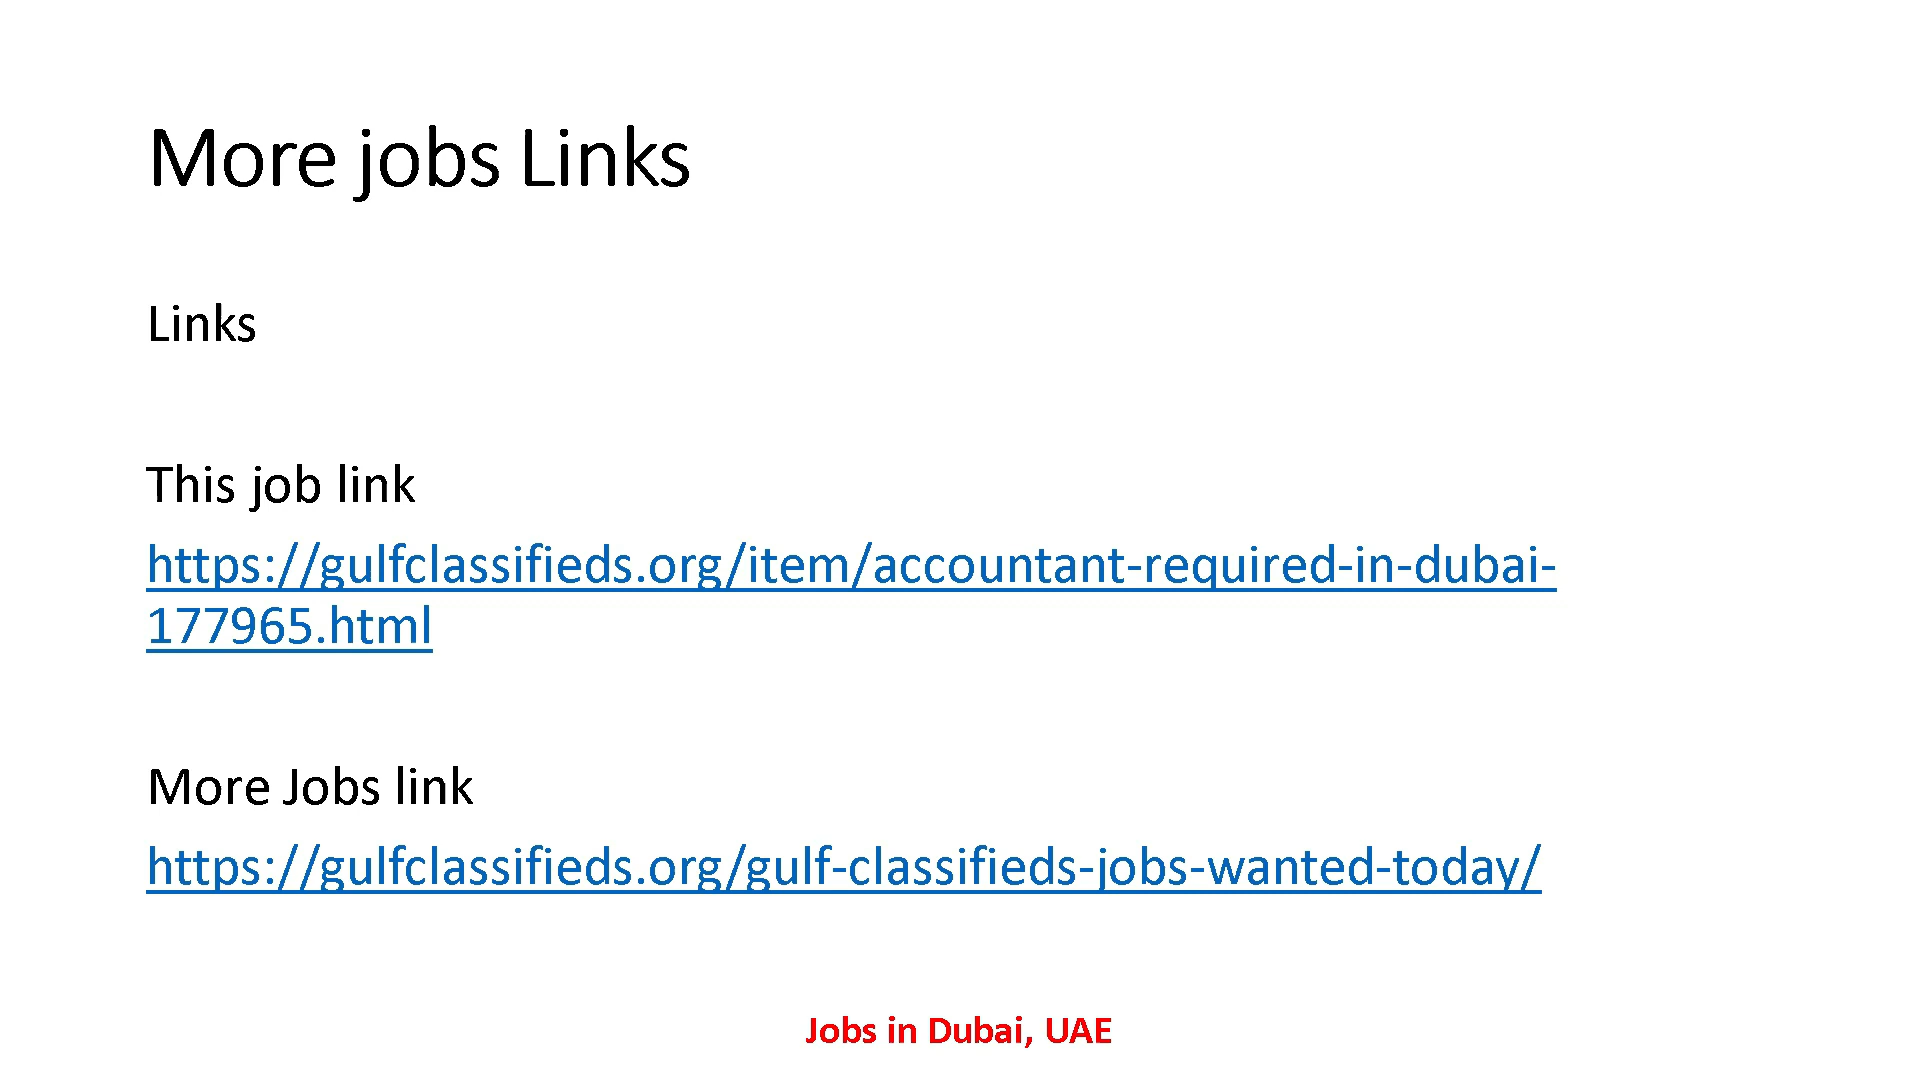 More jobs Links
Links
This job link
https://gulfclassifieds.org/item/accountant-required-in-dubai-
177965.html
More Jobs link
https://gulfclassifieds.org/gulf-classifieds-jobs-wanted-today/
Jobs in Dubai, UAE